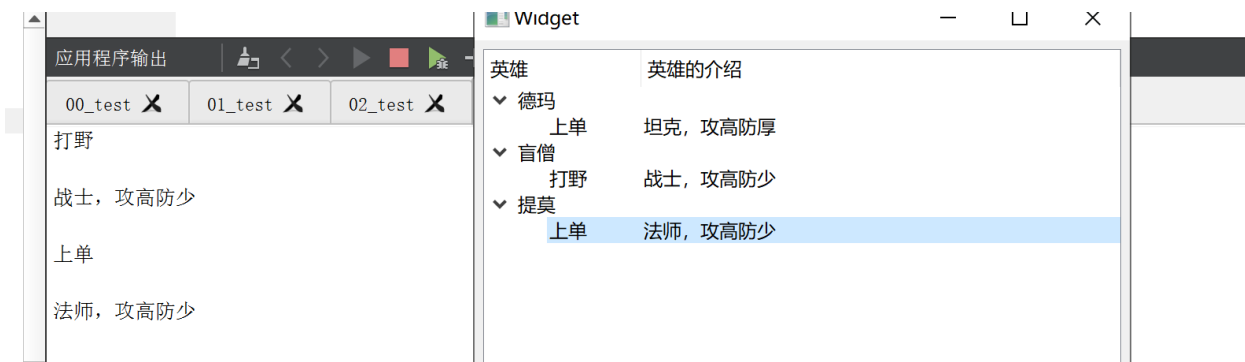 Widget
应用程序输出
00_test 01_test 02_test
打野
战士，攻高防少
上单
法师，攻高防少
英雄 英雄的介绍
德玛
上单 坦克，攻高防厚
盲僧
打野 战士，攻高防少
提莫
上单 法师，攻高防少